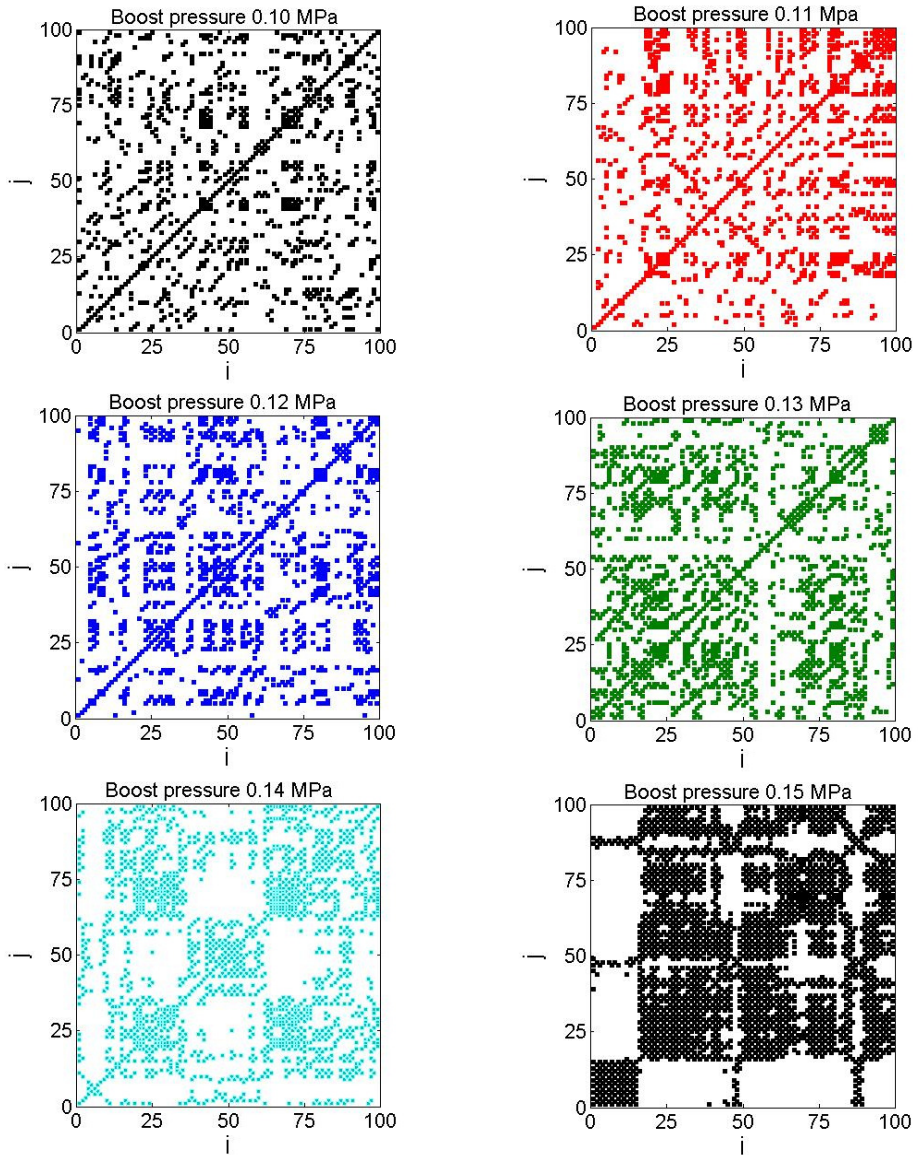 Boost pressure 0.10 MPa
100
75
50
25
0
j
0 25 50 75 100
i
Boost pressure 0.11 Mpa
100
75
50
25
0
j
0 25 50 75 100
i
Boost pressure 0.12 MPa
100
75
50
25
0
j
0 25 50 75 100
i
Boost pressure 0.13 MPa
100
75
50
25
0
j
0 25 50 75 100
i
Boost pressure 0.14 MPa
100
75
50
25
0
j
0 25 50 75 100
i
Boost pressure 0.15 MPa
100
75
50
25
0
j
0 25 50 75 100
i